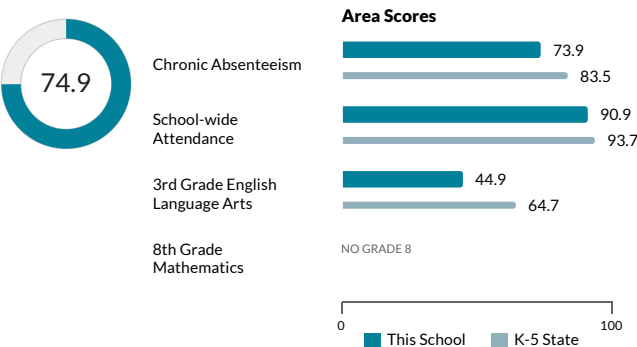 Area Scores
74.9
Chronic Absenteeism
73.9
83.5
School-wide
Attendance
90.9
93.7
3rd Grade English
Language Arts
44.9
64.7
8th Grade
Mathematics
NO GRADE 8
0
100
This School
K-5 State